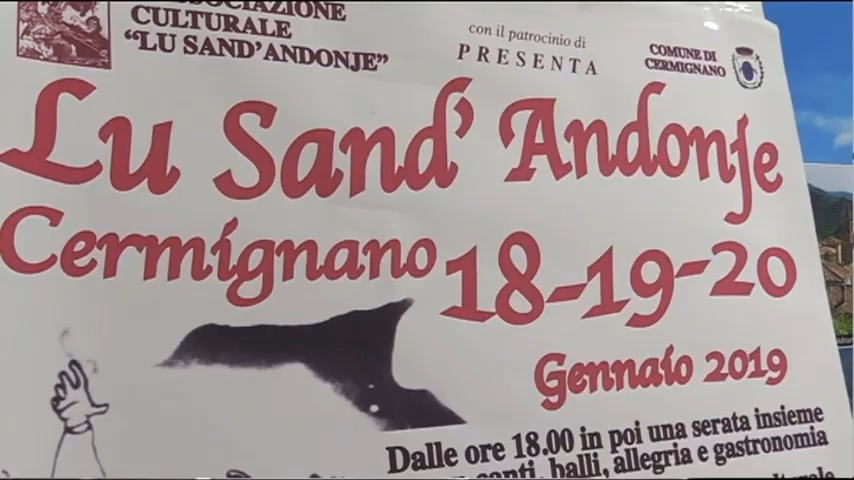 ASSOCIAZIONE
CULTURALE
“LU SAND’ANDONJE”
con il patrocinio di
PRESENTA
COMUNE DI
CERMIGNANO
Lu Sand’ Andonje
Cermignano 18-19-20
Gennaio 2019
Dalle ore 18.00 in poi una serata insieme
canti, balli, allegria e gastronomia